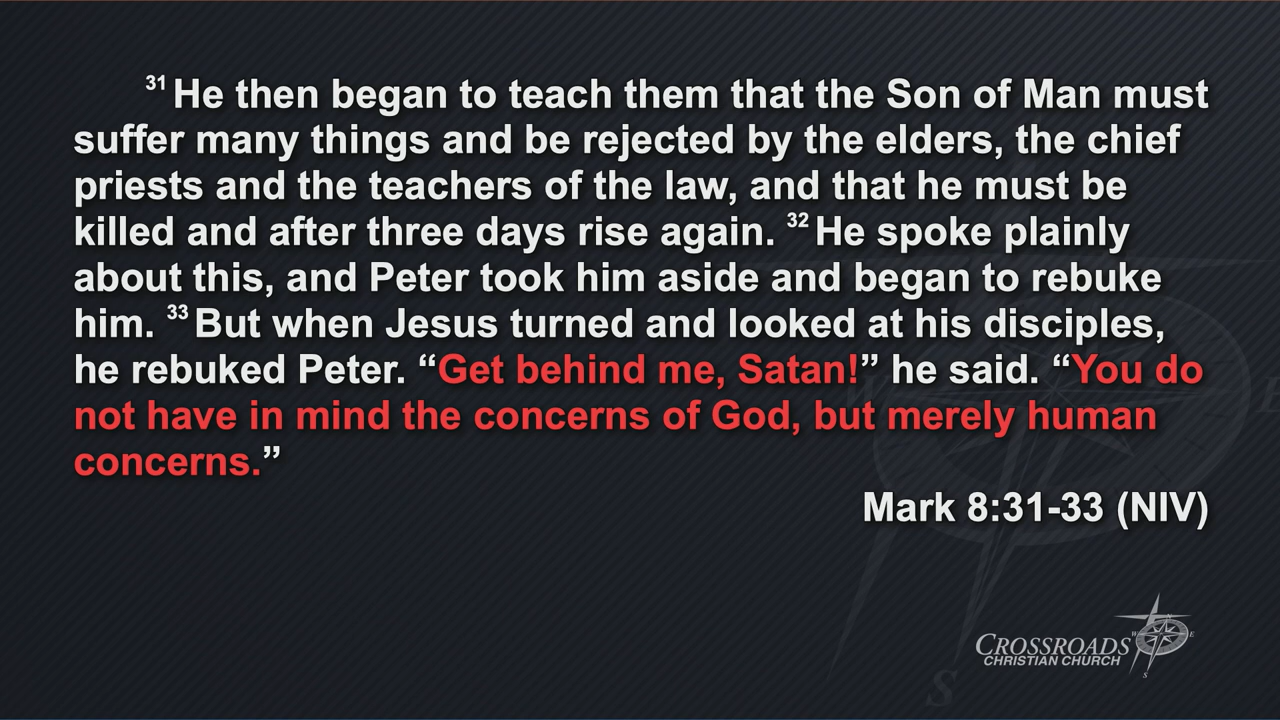 31 He then began to teach them that the Son of Man must
suffer many things and be rejected by the elders, the chief
priests and the teachers of the law, and that he must be
killed and after three days rise again. 32 He spoke plainly
about this, and Peter took him aside and began to rebuke
him. 33 But when Jesus turned and looked at his disciples,
he rebuked Peter. “Get behind me, Satan!” he said. “You do
not have in mind the concerns of God, but merely human
concerns.”
Mark 8:31-33 (NIV)
CROSSROADS
CHRISTIAN CHURCH
N
W
E
S
E
S